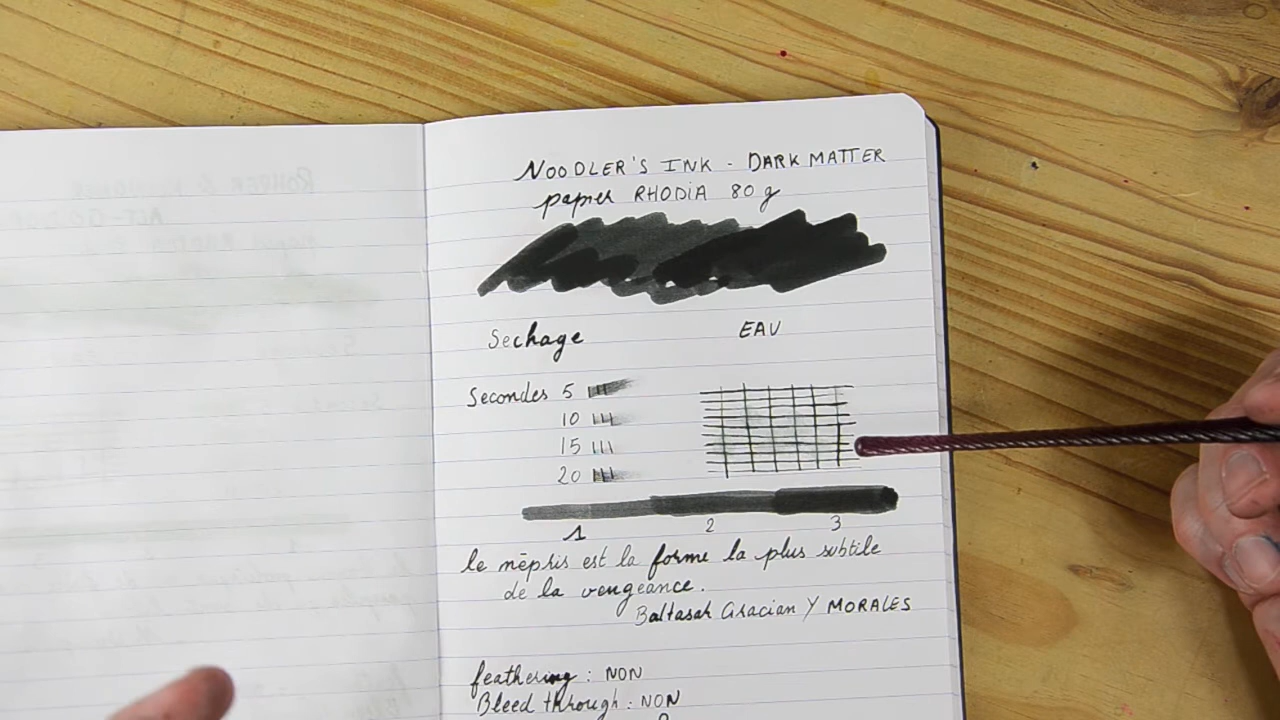 NOODLER'S INK - DARK MATTER
papier RHODIA 80 g
Sechage
EAU
Secondes 5
10
15
20
1 2 3
le mépris est la forme la plus subtile
de la vengeance.
Baltasar Gracian Y MORALES
feathering : NON
Bleed through : NON